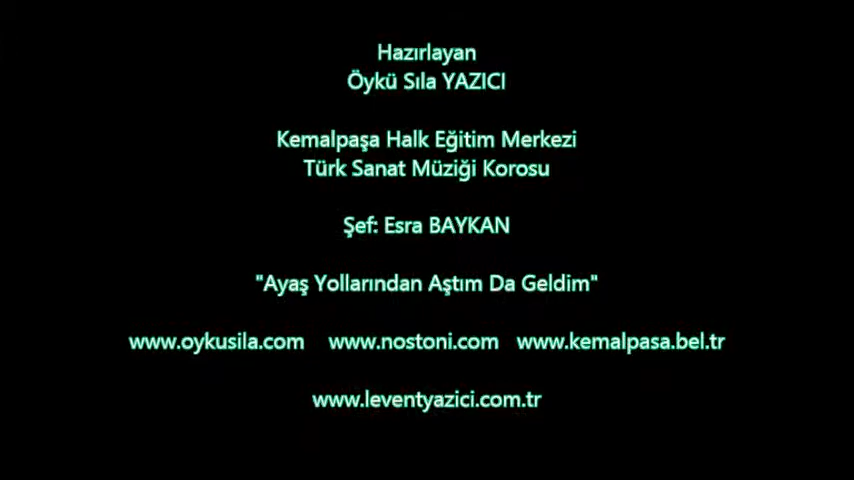 Hazırlayan
Öykü Sıla YAZICI
Kemalpaşa Halk Eğitim Merkezi
Türk Sanat Müziği Korosu
Şef: Esra BAYKAN
"Ayaş Yollarından Aştım Da Geldim"
www.oykusila.com www.nostoni.com www.kemalpasa.bel.tr
www.leventyazici.com.tr